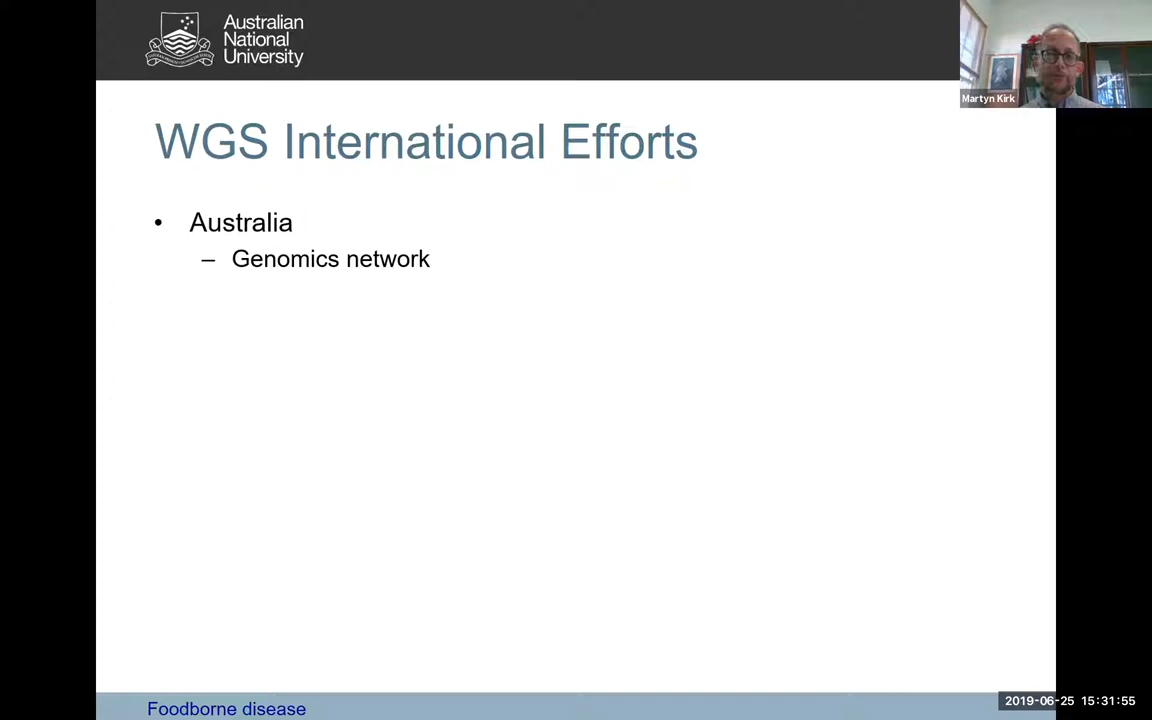 Australian
National
University
Martyn Kirk
WGS International Efforts
• Australia
– Genomics network
Foodborne disease
2019-06-25 15:31:55